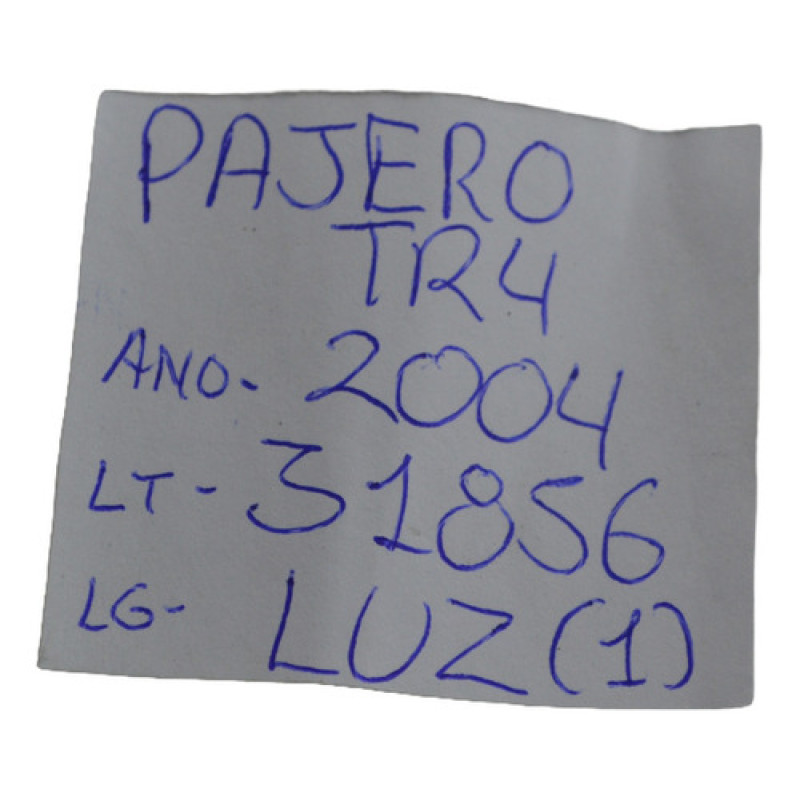 PAJERO
TR4
ANO- 2004
LT- 31856
LG- LUZ (1)